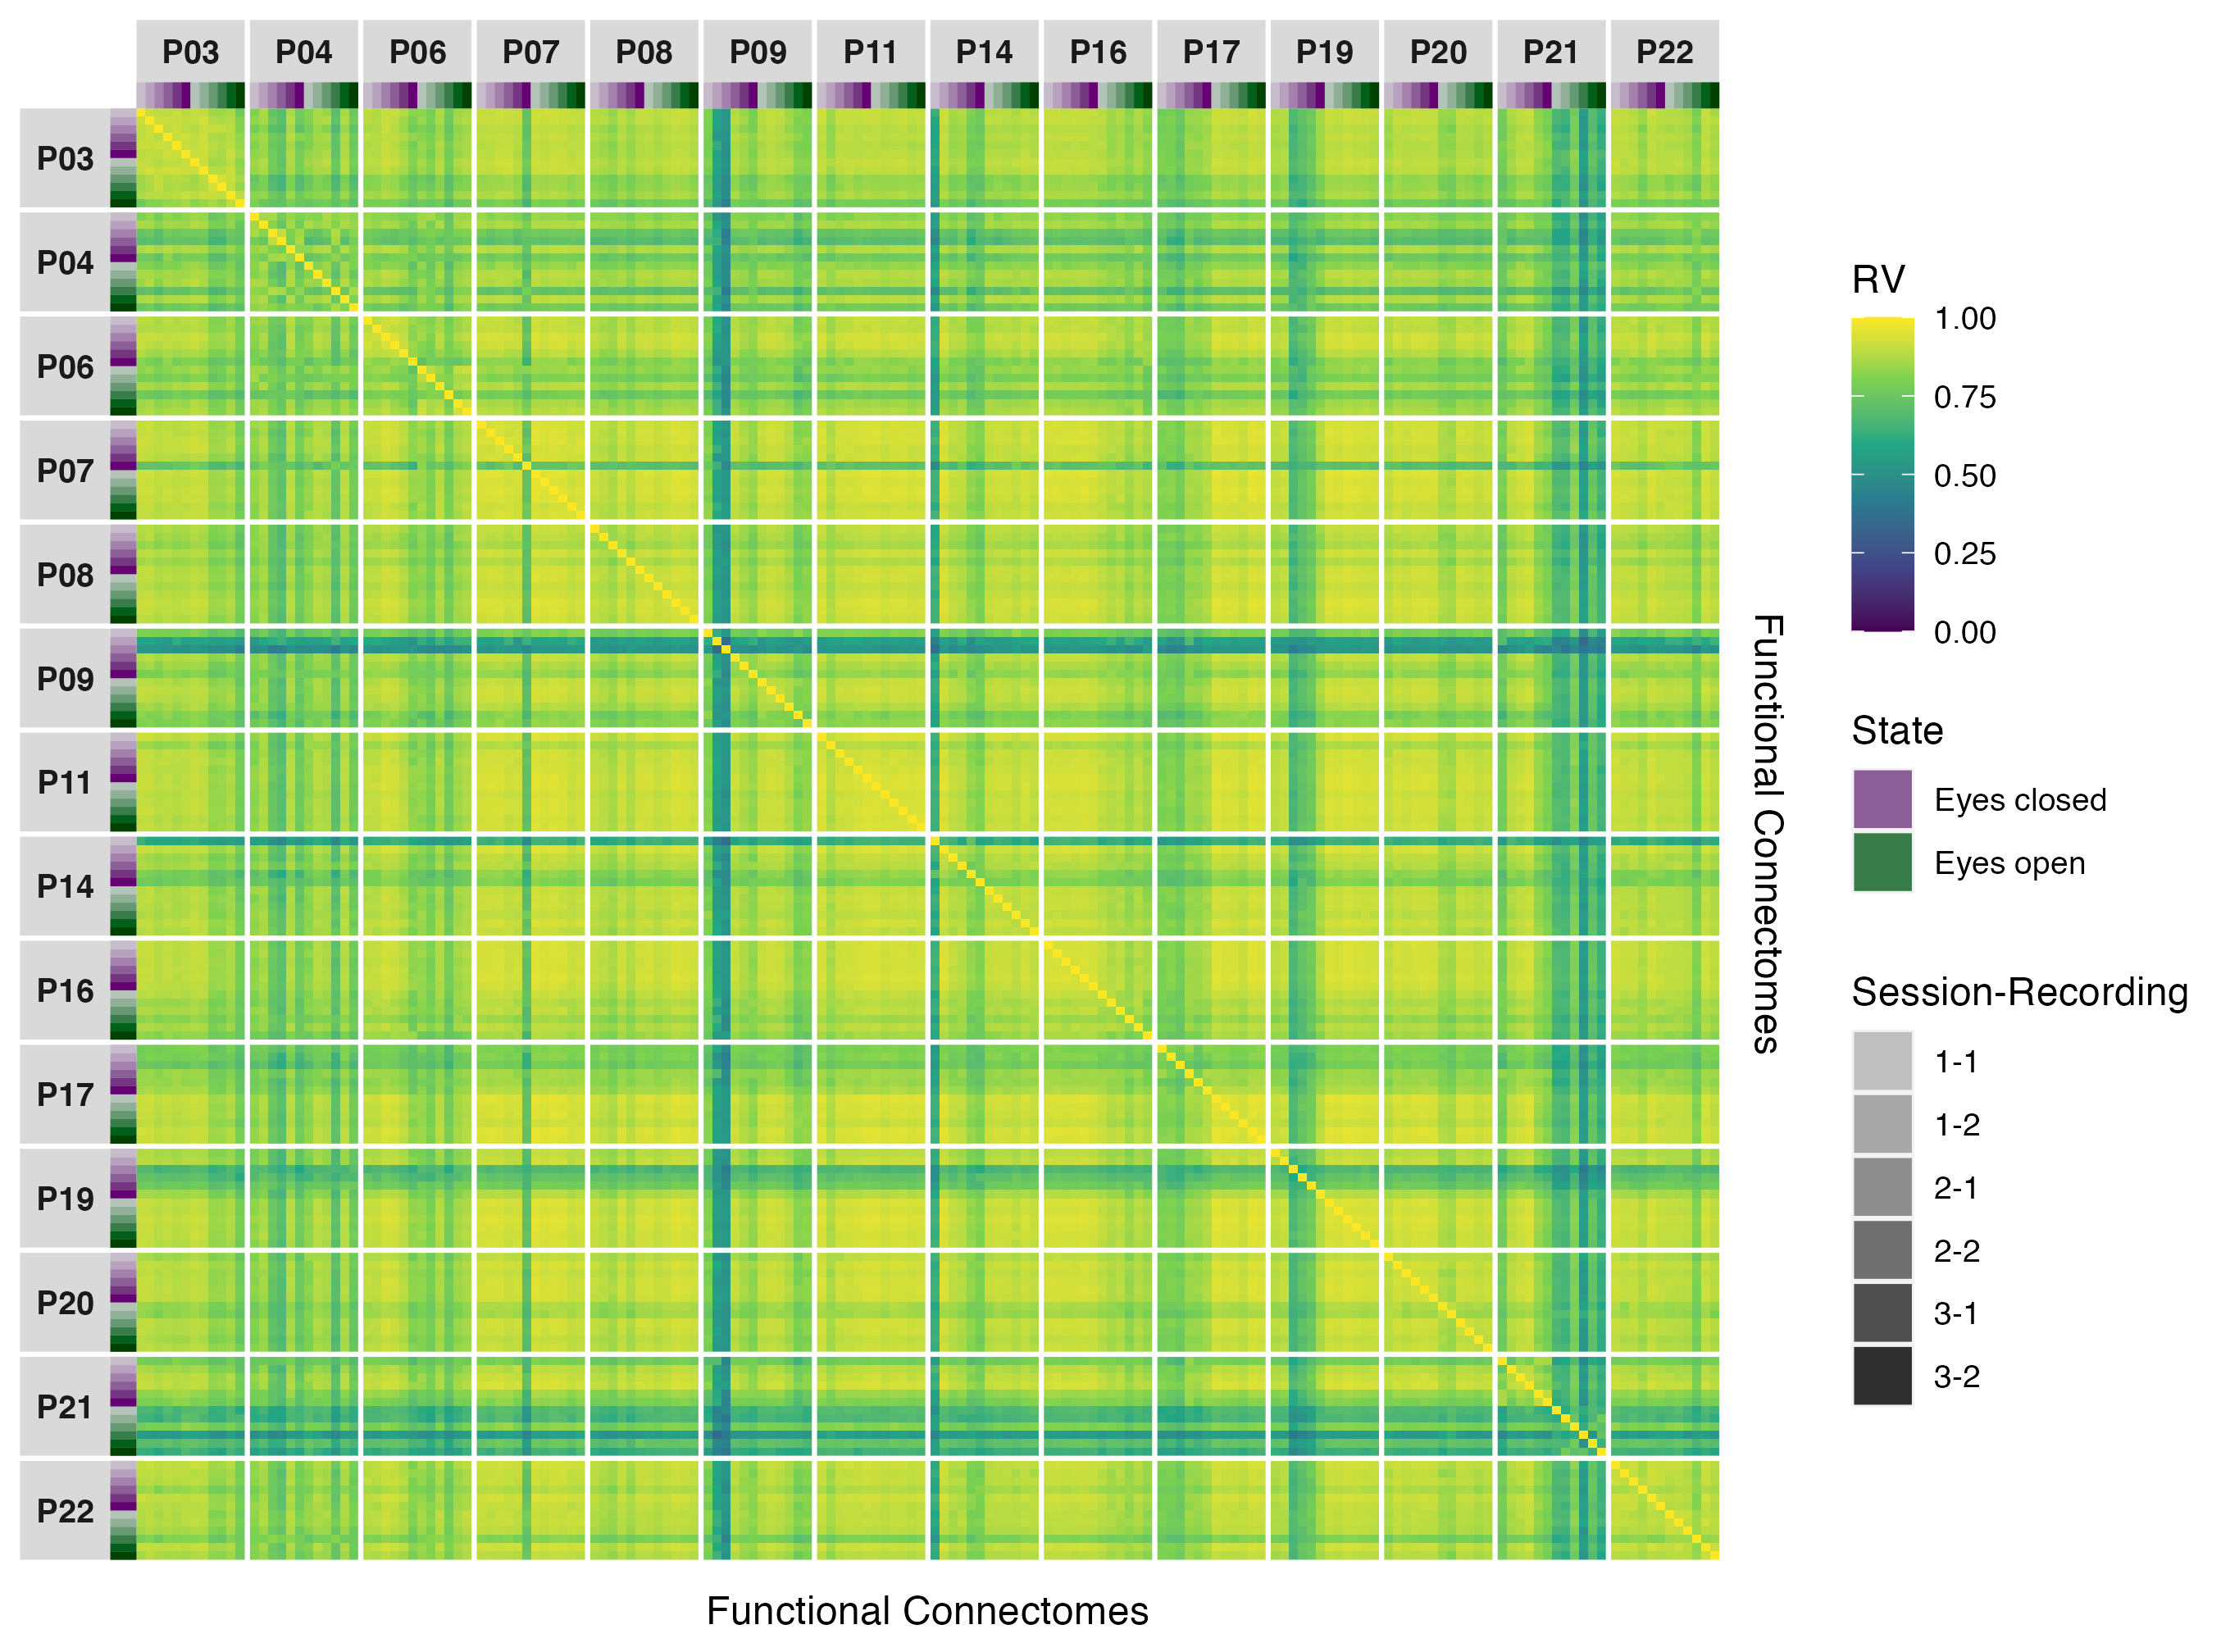 P03 P04 P06 P07 P08 P09 P11 P14 P16 P17 P19 P20 P21 P22
P03
P04
P06
P07
P08
P09
P11
P14
P16
P17
P19
P20
P21
P22
Functional Connectomes
Functional Connectomes
RV
1.00
0.75
0.50
0.25
0.00
State
Eyes closed
Eyes open
Session-Recording
1-1
1-2
2-1
2-2
3-1
3-2